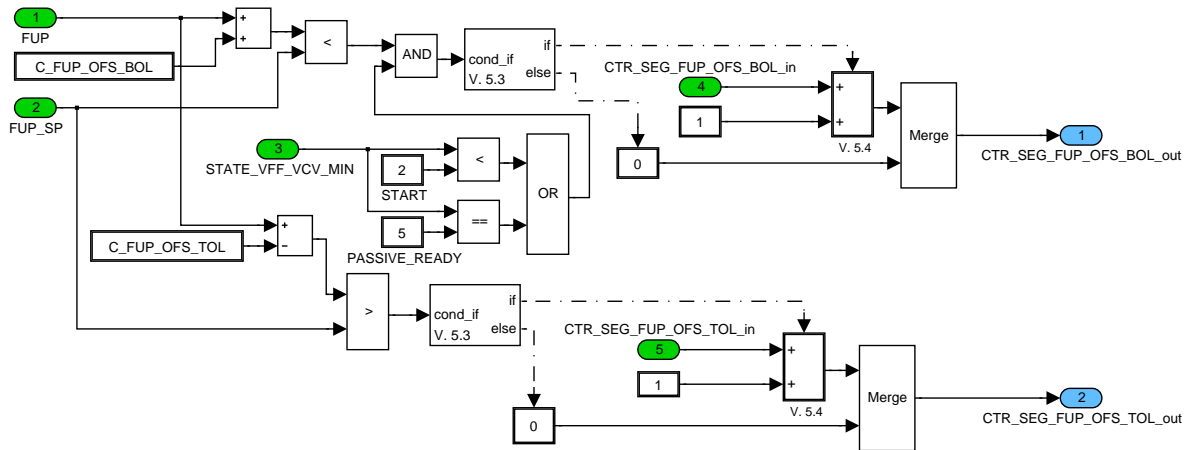 1
FUP
+
+
C_FUP_OFS_BOL
<
AND
cond_if
V. 5.3
if
else
2
FUP_SP
CTR_SEG_FUP_OFS_BOL_in
4
1
+
+
V. 5.4
0
Merge
1
CTR_SEG_FUP_OFS_BOL_out
3
STATE_VFF_VCV_MIN
2
START
<
5
PASSIVE_READY
==
OR
C_FUP_OFS_TOL
+
−
>
cond_if
V. 5.3
if
else
CTR_SEG_FUP_OFS_TOL_in
5
1
+
+
V. 5.4
0
Merge
2
CTR_SEG_FUP_OFS_TOL_out